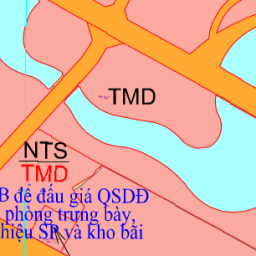 TMD
NTS
TMD
B để đấu giá QSDĐ
phòng trưng bày,
hiệu SP và kho bãi